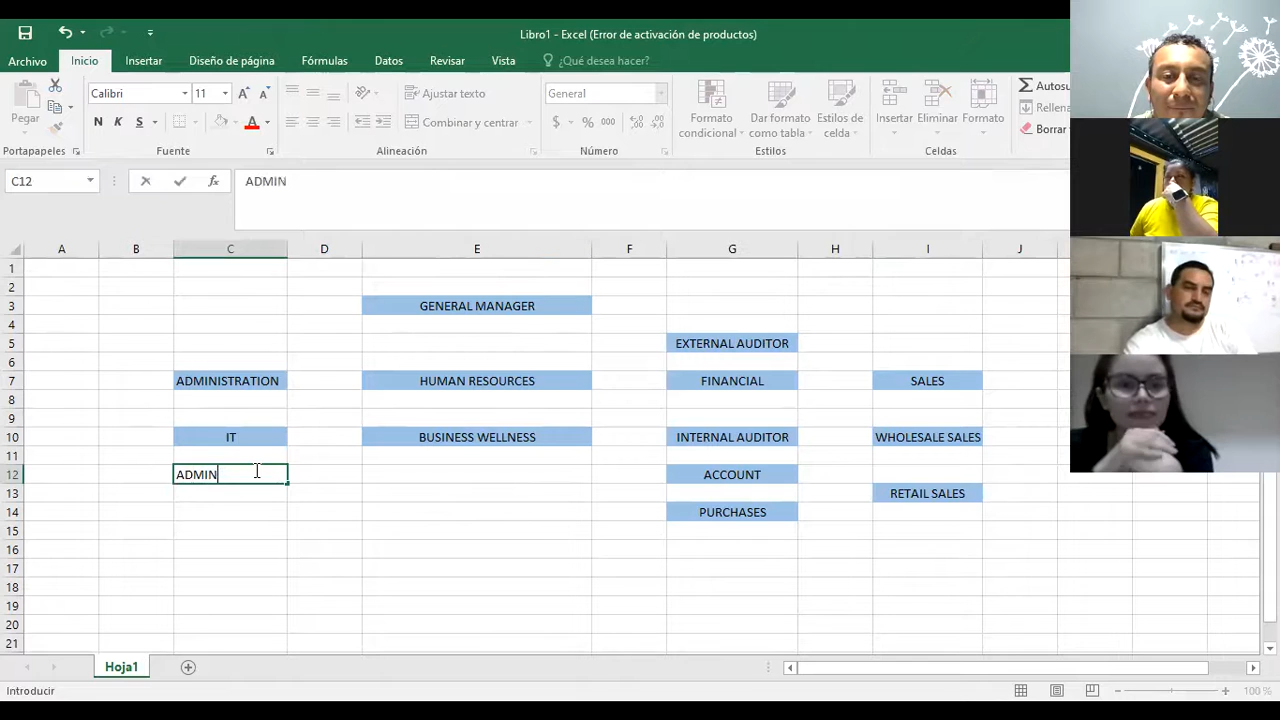 Libro1 - Excel (Error de activación de productos)
Archivo Inicio Insertar Diseño de página Fórmulas Datos Revisar Vista ¿Qué desea hacer?
Pegar Calibri 11 Ajustar texto General Formato condicional Dar formato como tabla Estilos de celda Insertar Eliminar Formato Autosu
N K S A Combinar y centrar $ % 000 Rellena
Borrar
Portapapeles Fuente Alineación Número Estilos Celdas
C12 fx ADMIN
A B C D E F G H I J
1
2
3 GENERAL MANAGER
4
5 EXTERNAL AUDITOR
6
7 ADMINISTRATION HUMAN RESOURCES FINANCIAL SALES
8
9
10 IT BUSINESS WELLNESS INTERNAL AUDITOR WHOLESALE SALES
11
12 ADMIN ACCOUNT
13 RETAIL SALES
14 PURCHASES
15
16
17
18
19
20
21
Hoja1
Introducir 100 %